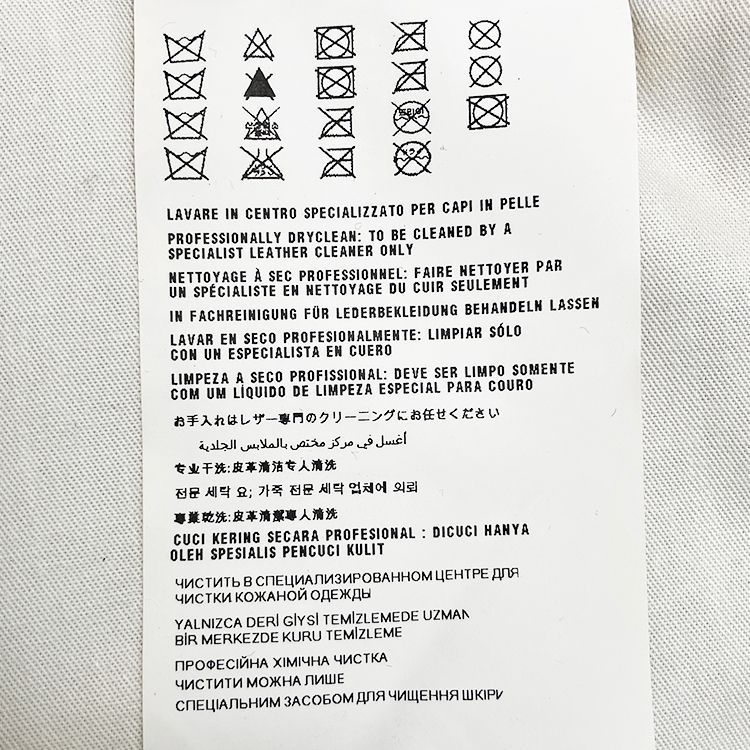 LAVARE IN CENTRO SPECIALIZZATO PER CAPI IN PELLE
PROFESSIONALLY DRYCLEAN: TO BE CLEANED BY A
SPECIALIST LEATHER CLEANER ONLY
NETTOYAGE À SEC PROFESSIONNEL: FAIRE NETTOYER PAR
UN SPÉCIALISTE EN NETTOYAGE DU CUIR SEULEMENT
IN FACHREINIGUNG FÜR LEDERBEKLEIDUNG BEHANDELN LASSEN
LAVAR EN SECO PROFESIONALMENTE: LIMPIAR SÓLO
CON UN ESPECIALISTA EN CUERO
LIMPEZA A SECO PROFISSIONAL: DEVE SER LIMPO SOMENTE
COM UM LÍQUIDO DE LIMPEZA ESPECIAL PARA COURO
お手入れはレザー専門のクリーニングにお任せください
أغسل في مركز مختص بالملابس الجلدية
专业干洗:皮革清洁专人清洗
전문 세탁 요; 가죽 전문 세탁 업체에 의뢰
專業乾洗:皮革清潔專人清洗
CUCI KERING SECARA PROFESIONAL : DICUCI HANYA
OLEH SPESIALIS PENCUCI KULIT
ЧИСТИТЬ В СПЕЦИАЛИЗИРОВАННОМ ЦЕНТРЕ ДЛЯ
ЧИСТКИ КОЖАНОЙ ОДЕЖДЫ
YALNIZCA DERİ GİYSİ TEMİZLEMEDE UZMAN
BİR MERKEZDE KURU TEMİZLEME
ПРОФЕСІЙНА ХІМІЧНА ЧИСТКА
ЧИСТИТИ МОЖНА ЛИШЕ
СПЕЦІАЛЬНИМ ЗАСОБОМ ДЛЯ ЧИЩЕННЯ ШКІРИ